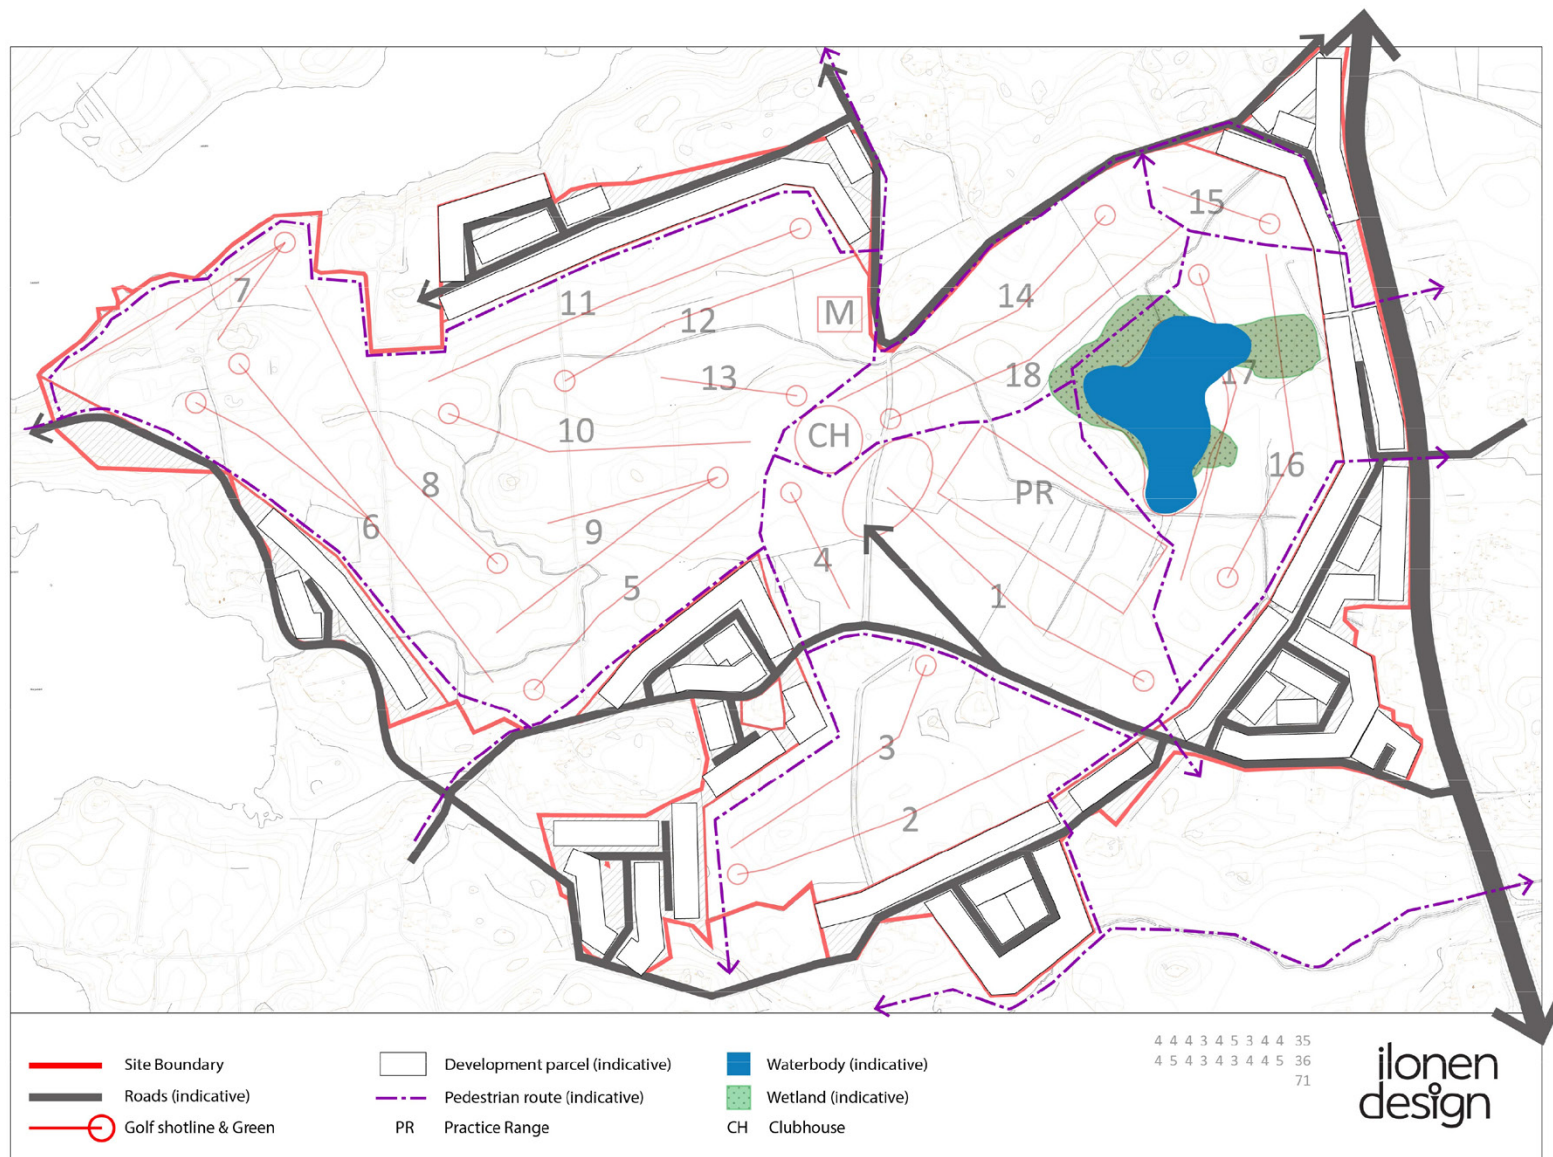 15
7
14
11
M
12
18
13
17
CH
10
16
8
PR
6
9
4
5
1
3
2
Site Boundary
Roads (indicative)
Golf shotline & Green
Development parcel (indicative)
Pedestrian route (indicative)
PR Practice Range
Waterbody (indicative)
Wetland (indicative)
CH Clubhouse
4 4 4 3 4 5 3 4 4 35
4 5 4 3 4 3 4 4 5 36
71
ilonen
design